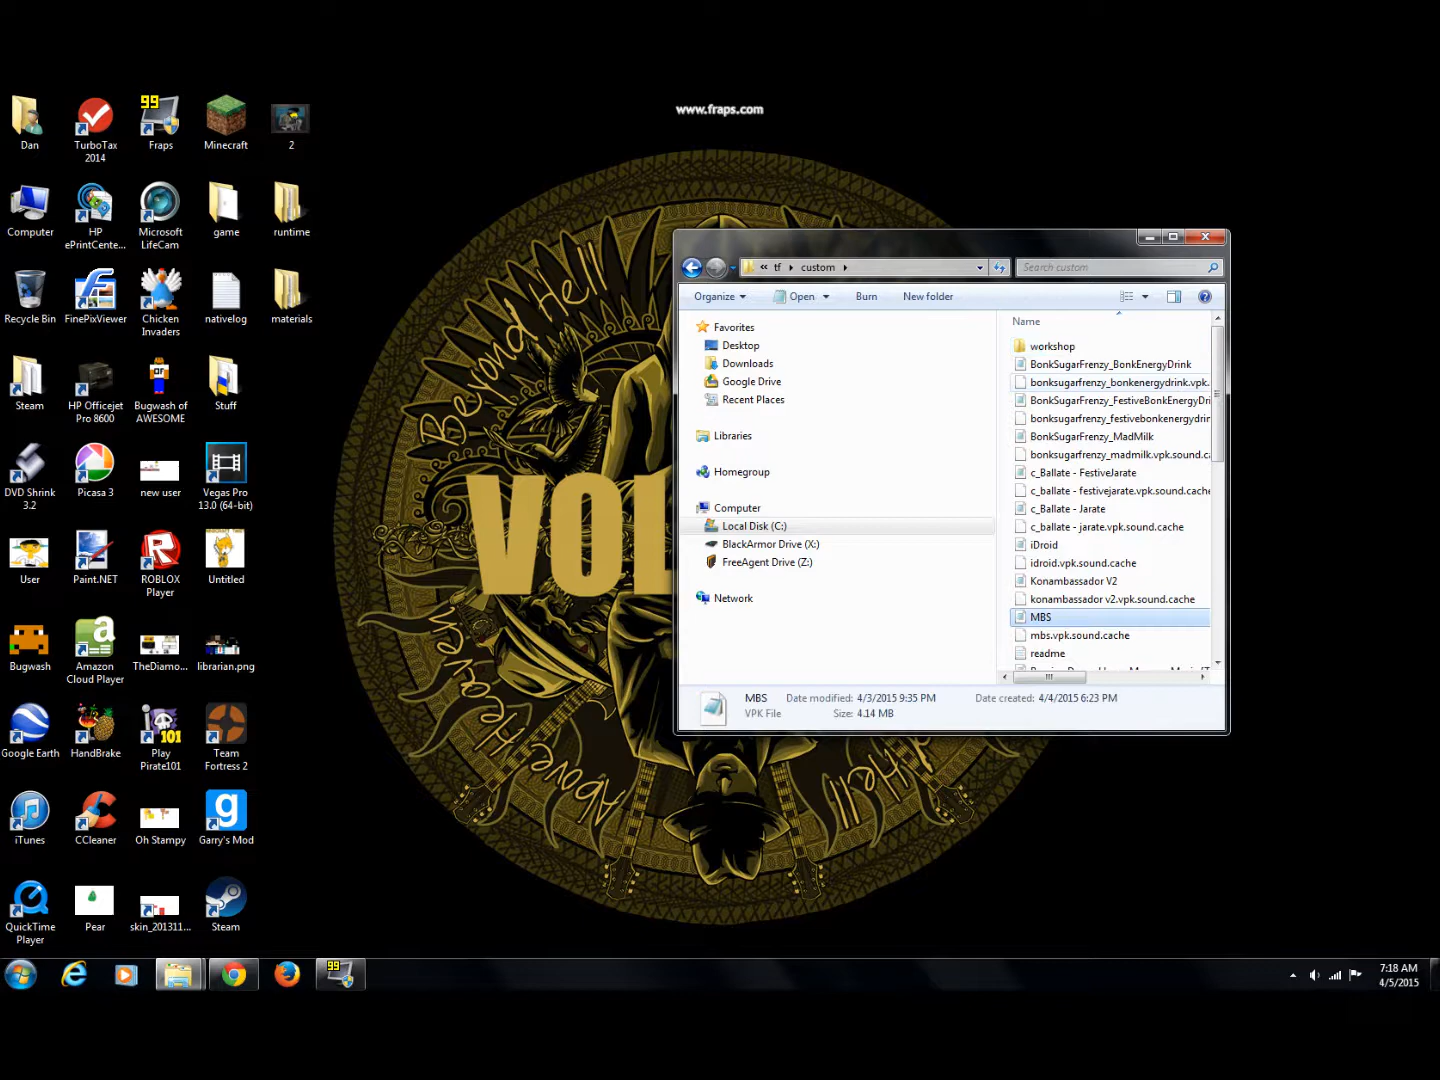 www.fraps.com
99
Dan
TurboTax
2014
Fraps
Minecraft
2
Computer
HP
ePrintCente...
Microsoft
LifeCam
game
runtime
Recycle Bin
FinePixViewer
Chicken
Invaders
nativelog
materials
Steam
HP Officejet
Pro 8600
Bugwash of
AWESOME
Stuff
DVD Shrink
3.2
Picasa 3
new user
Vegas Pro
13.0 (64-bit)
User
Paint.NET
ROBLOX
Player
Untitled
Bugwash
Amazon
Cloud Player
TheDiamo...
librarian.png
Google Earth
HandBrake
101
Play
Pirate101
Team
Fortress 2
iTunes
CCleaner
Oh Stampy
Garry's Mod
QuickTime
Player
Pear
skin_201311...
Steam
Beyond Hell
VOL
Above Heaven
Hell
« tf ▸ custom ▸
Search custom
Organize ▾ Open ▾ Burn New folder
Favorites
Desktop
Downloads
Google Drive
Recent Places
Libraries
Homegroup
Computer
Local Disk (C:)
BlackArmor Drive (X:)
FreeAgent Drive (Z:)
Network
Name
workshop
BonkSugarFrenzy_BonkEnergyDrink
bonksugarfrenzy_bonkenergydrink.vpk.
BonkSugarFrenzy_FestiveBonkEnergyDri
bonksugarfrenzy_festivebonkenergydrin
BonkSugarFrenzy_MadMilk
bonksugarfrenzy_madmilk.vpk.sound.ca
c_Ballate - FestiveJarate
c_ballate - festivejarate.vpk.sound.cache
c_Ballate - Jarate
c_ballate - jarate.vpk.sound.cache
iDroid
idroid.vpk.sound.cache
Konambassador V2
konambassador v2.vpk.sound.cache
MBS
mbs.vpk.sound.cache
readme
MBS Date modified: 4/3/2015 9:35 PM Date created: 4/4/2015 6:23 PM
VPK File Size: 4.14 MB
99
7:18 AM
4/5/2015